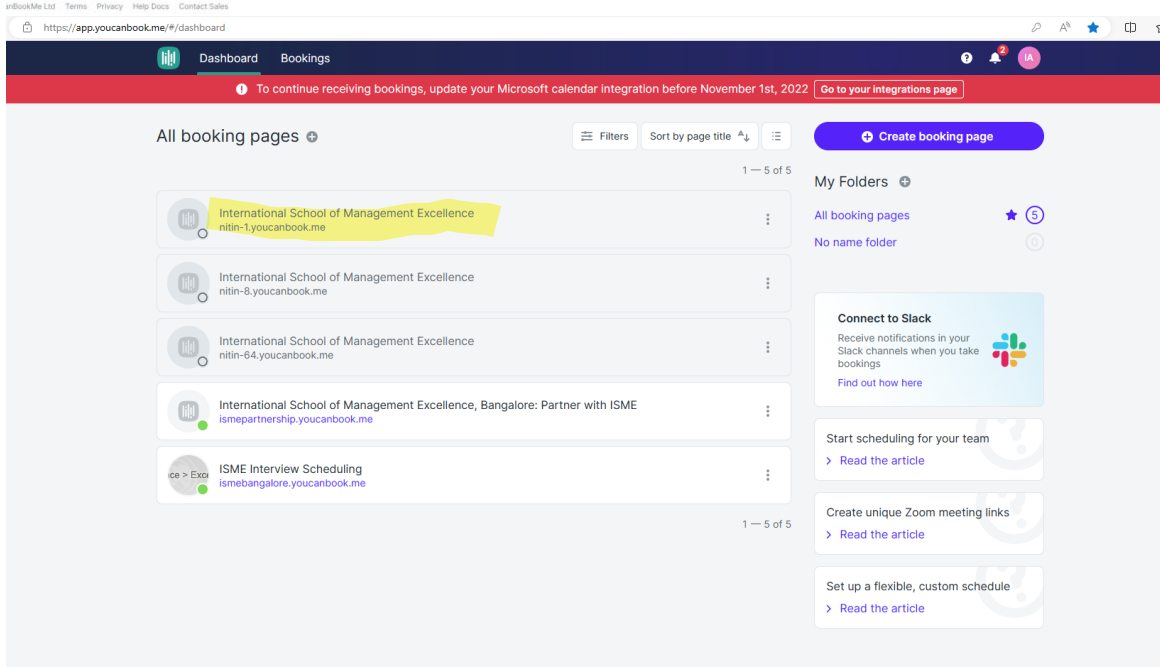 anBookMe Ltd Terms Privacy Help Docs Contact Sales
https://app.youcanbook.me/#/dashboard
Dashboard Bookings 2 IA
To continue receiving bookings, update your Microsoft calendar integration before November 1st, 2022 Go to your integrations page
All booking pages Filters Sort by page title Create booking page
1 — 5 of 5
My Folders
International School of Management Excellence
nitin-1.youcanbook.me
All booking pages 5
No name folder 0
International School of Management Excellence
nitin-8.youcanbook.me
International School of Management Excellence
nitin-64.youcanbook.me
International School of Management Excellence, Bangalore: Partner with ISME
ismepartnership.youcanbook.me
ce > Exce ISME Interview Scheduling
ismebangalore.youcanbook.me
1 — 5 of 5
Connect to Slack
Receive notifications in your
Slack channels when you take
bookings
Find out how here
Start scheduling for your team
Read the article
Create unique Zoom meeting links
Read the article
Set up a flexible, custom schedule
Read the article